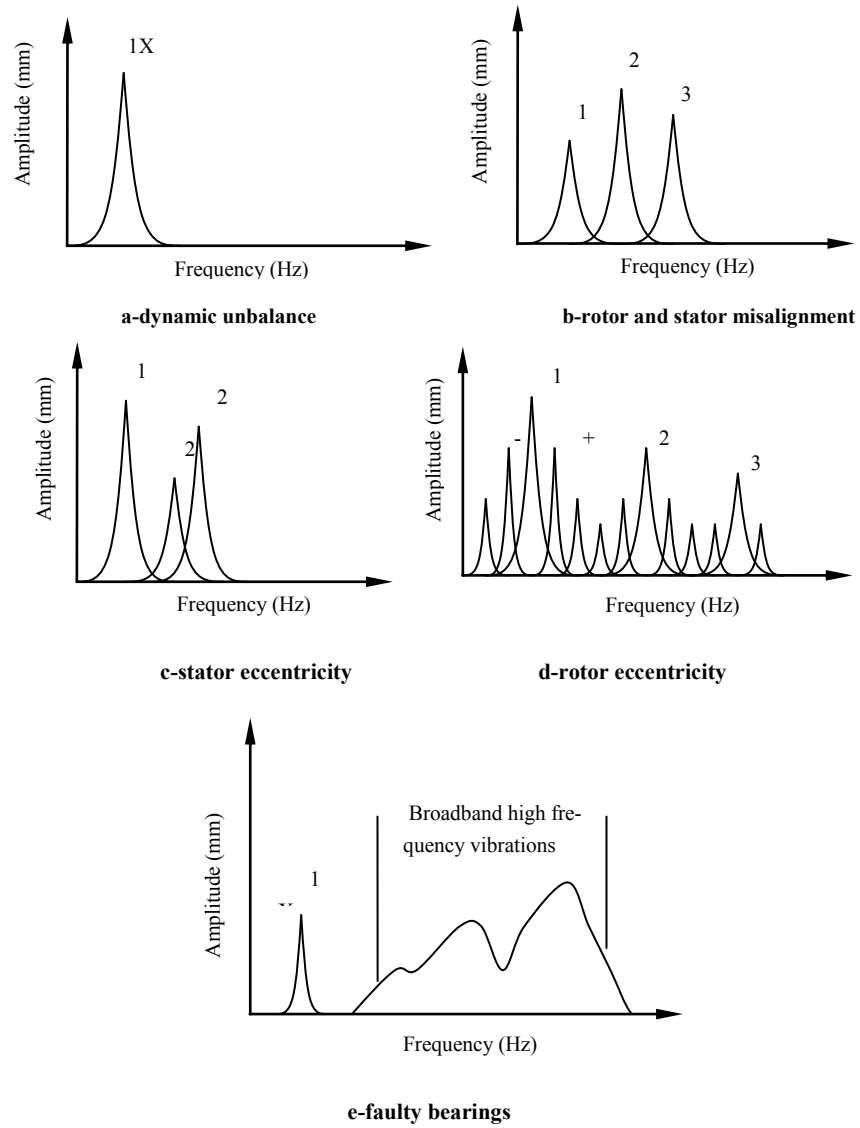 1X
Amplitude (mm)
Frequency (Hz)
a-dynamic unbalance
1
2
3
Amplitude (mm)
Frequency (Hz)
b-rotor and stator misalignment
1
2
2
Amplitude (mm)
Frequency (Hz)
c-stator eccentricity
-
1
+
2
3
Amplitude (mm)
Frequency (Hz)
d-rotor eccentricity
1
Broadband high fre-
quency vibrations
Amplitude (mm)
Frequency (Hz)
e-faulty bearings